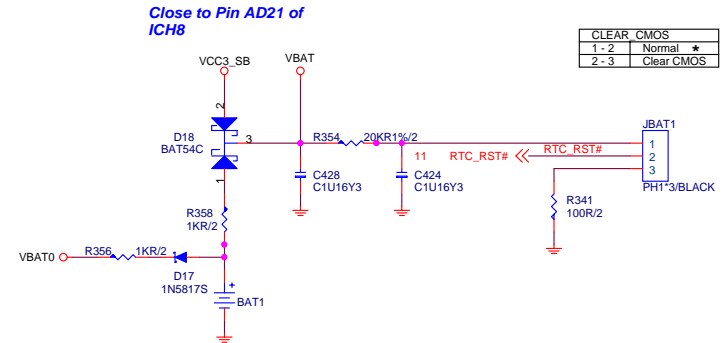 Close to Pin AD21 of
ICH8
CLEAR_CMOS
1 - 2 Normal *
2 - 3 Clear CMOS
VCC3_SB
VBAT
2
D18
BAT54C
3
1
R354 20KR1%/2
JBAT1
1
2
3
PH1*3/BLACK
11 RTC_RST# RTC_RST#
C428
C1U16Y3
C424
C1U16Y3
R341
100R/2
R358
1KR/2
VBAT0
R356 1KR/2
D17
1N5817S
+
BAT1